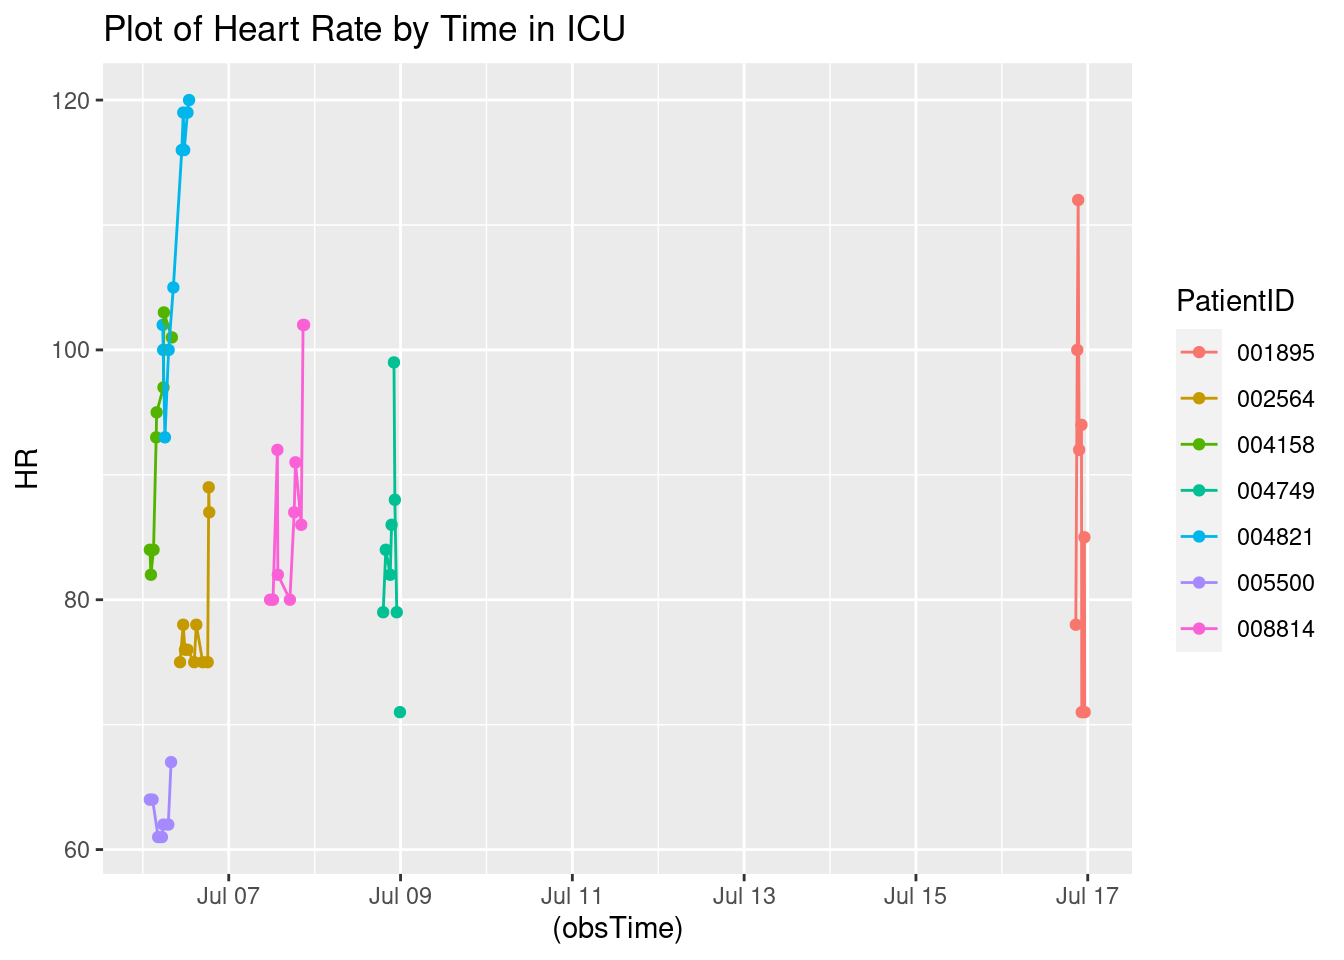 Plot of Heart Rate by Time in ICU
120
100
80
60
HR
Jul 07
Jul 09
Jul 11
Jul 13
Jul 15
Jul 17
(obsTime)
PatientID
001895
002564
004158
004749
004821
005500
008814